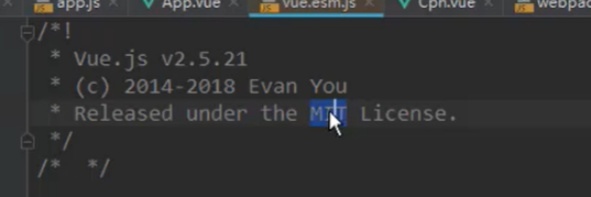 app.js App.vue vue.esm.js Cpn.vue webpac
/*!
* Vue.js v2.5.21
* (c) 2014-2018 Evan You
* Released under the MIT License.
*/
/* */